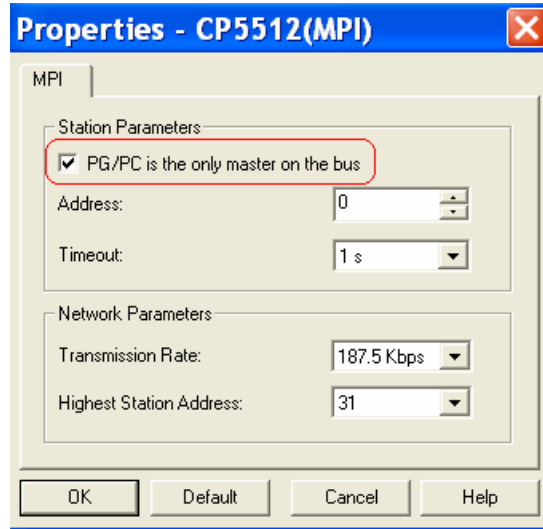 Properties - CP5512(MPI)
MPI
Station Parameters
PG/PC is the only master on the bus
Address:
0
Timeout:
1 s
Network Parameters
Transmission Rate:
187.5 Kbps
Highest Station Address:
31
OK
Default
Cancel
Help